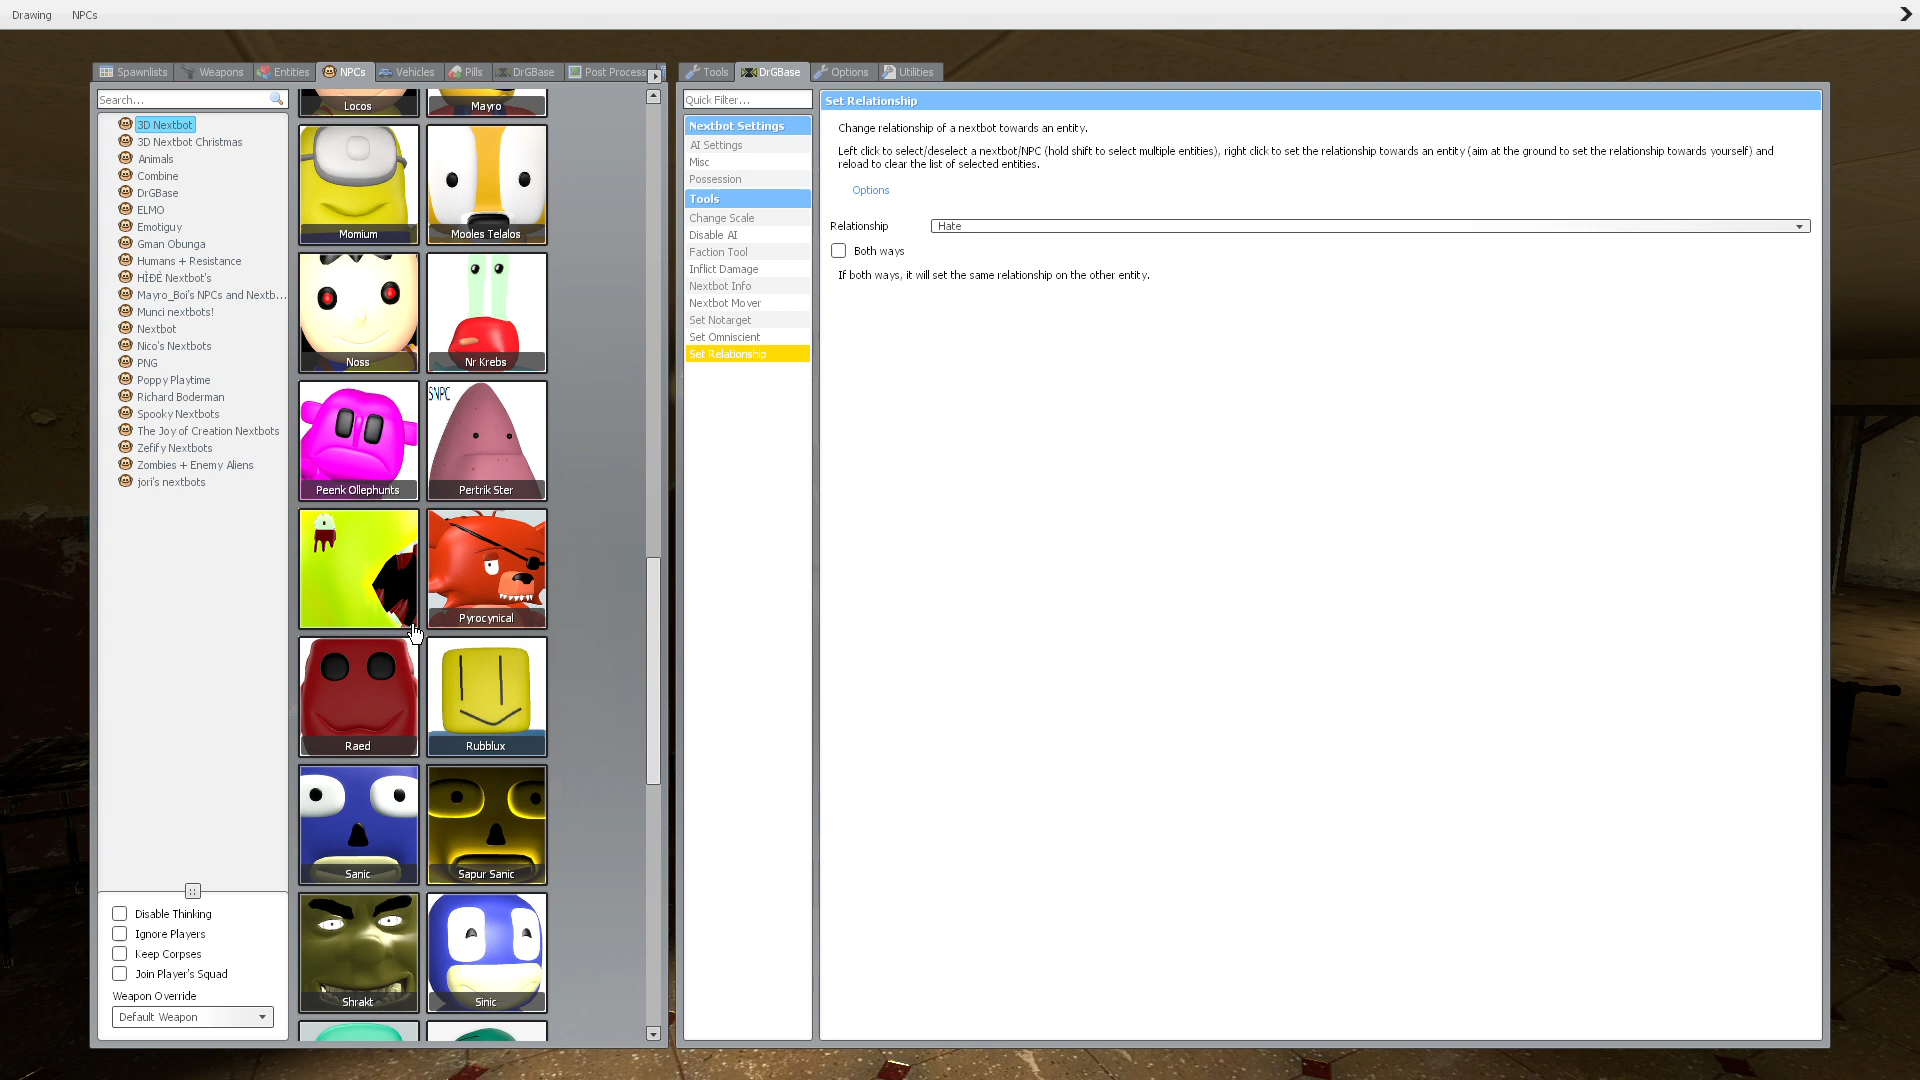 Drawing NPCs
Spawnlists Weapons Entities NPCs Vehicles Pills DrGBase Post Process
Tools DrGBase Options Utilities
Search...
3D Nextbot
3D Nextbot Christmas
Animals
Combine
DrGBase
ELMO
Emotiguy
Gman Obunga
Humans + Resistance
HÌĐÈ Nextbot's
Mayro_Boi's NPCs and Nextb...
Munci nextbots!
Nextbot
Nico's Nextbots
PNG
Poppy Playtime
Richard Boderman
Spooky Nextbots
The Joy of Creation Nextbots
Zefify Nextbots
Zombies + Enemy Aliens
jori's nextbots
Disable Thinking
Ignore Players
Keep Corpses
Join Player's Squad
Weapon Override
Default Weapon
Locos
Mayro
Momium
Mooles Telalos
Noss
Nr Krebs
Peenk Ollephunts
SNPC
Pertrik Ster
Pyrocynical
Raed
Rubblux
Sanic
Sapur Sanic
Shrakt
Sinic
Quick Filter...
Nextbot Settings
AI Settings
Misc
Possession
Tools
Change Scale
Disable AI
Faction Tool
Inflict Damage
Nextbot Info
Nextbot Mover
Set Notarget
Set Omniscient
Set Relationship
Set Relationship
Change relationship of a nextbot towards an entity.
Left click to select/deselect a nextbot/NPC (hold shift to select multiple entities), right click to set the relationship towards an entity (aim at the ground to set the relationship towards yourself) and
reload to clear the list of selected entities.
Options
Relationship Hate
Both ways
If both ways, it will set the same relationship on the other entity.